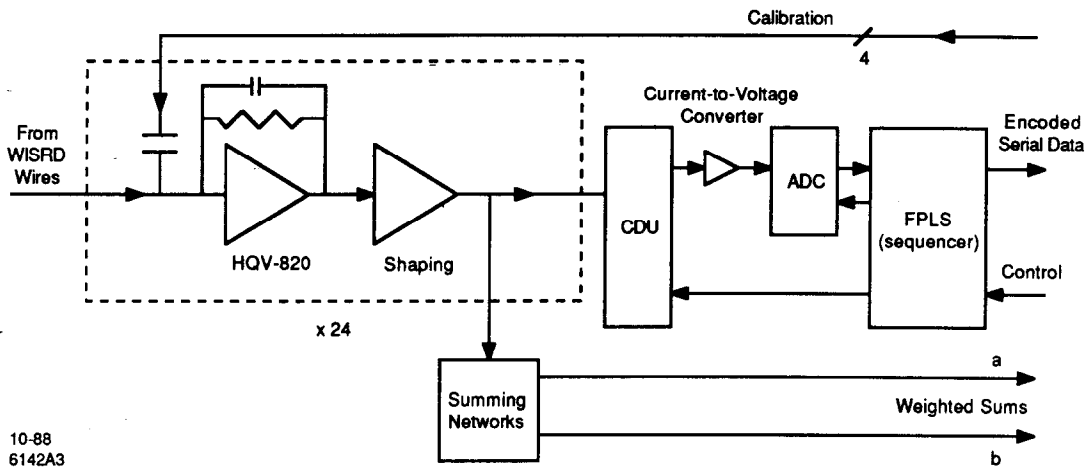 Calibration
4
From
WISRD
Wires
HQV-820
Shaping
x 24
Current-to-Voltage
Converter
CDU
ADC
FPLS
(sequencer)
Encoded
Serial Data
Control
Summing
Networks
a
Weighted Sums
b
10-88
6142A3